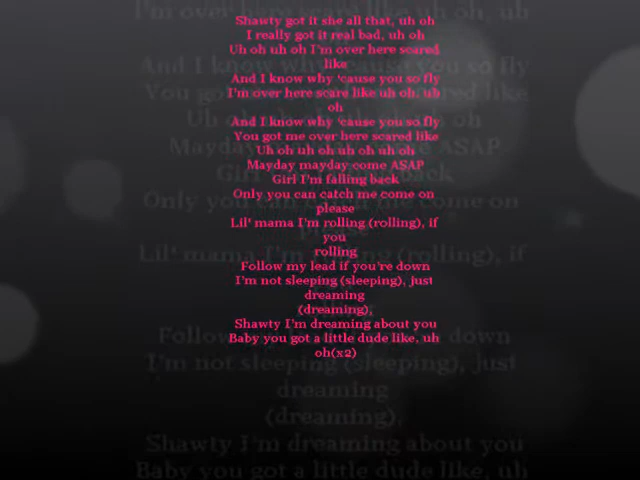 Shawty got it she all that, uh oh
I really got it real bad, uh oh
Uh oh uh oh I'm over here scared
like
And I know why 'cause you so fly
I'm over here scare like uh oh, uh
oh
And I know why 'cause you so fly
You got me over here scared like
Uh oh uh oh uh oh uh oh
Mayday mayday come ASAP
Girl I'm falling back
Only you can catch me come on
please
Lil' mama I'm rolling (rolling), if
you
rolling
Follow my lead if you're down
I'm not sleeping (sleeping), just
dreaming
(dreaming),
Shawty I'm dreaming about you
Baby you got a little dude like, uh
oh(x2)